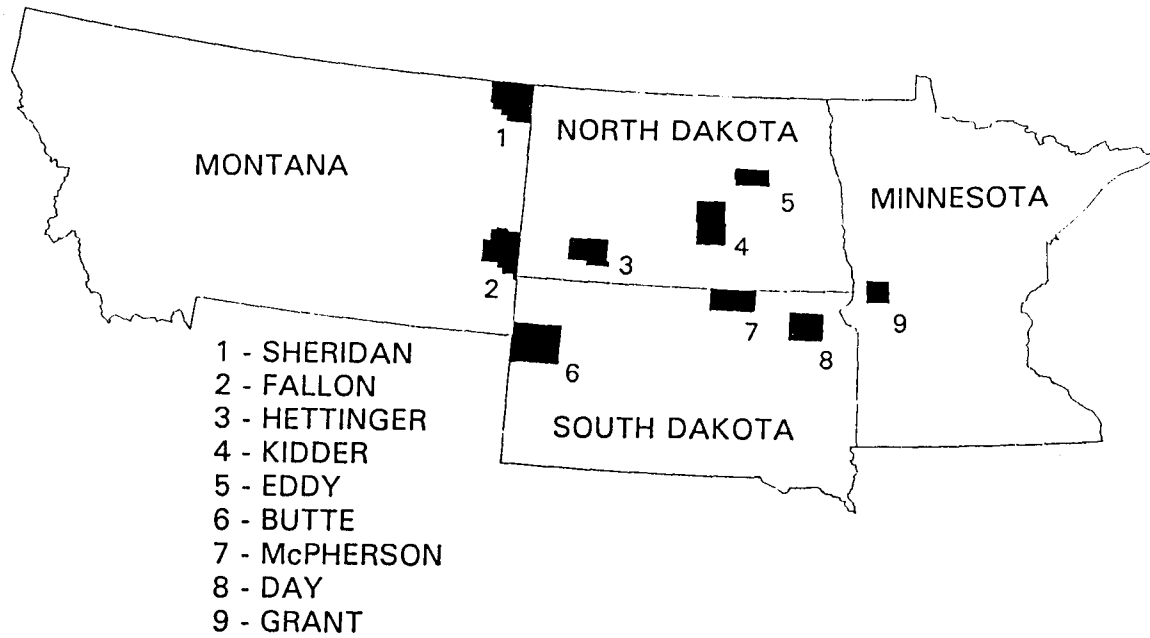 1
NORTH DAKOTA
MONTANA
5
MINNESOTA
4
3
2
9
7
8
6
SOUTH DAKOTA
1 - SHERIDAN
2 - FALLON
3 - HETTINGER
4 - KIDDER
5 - EDDY
6 - BUTTE
7 - McPHERSON
8 - DAY
9 - GRANT